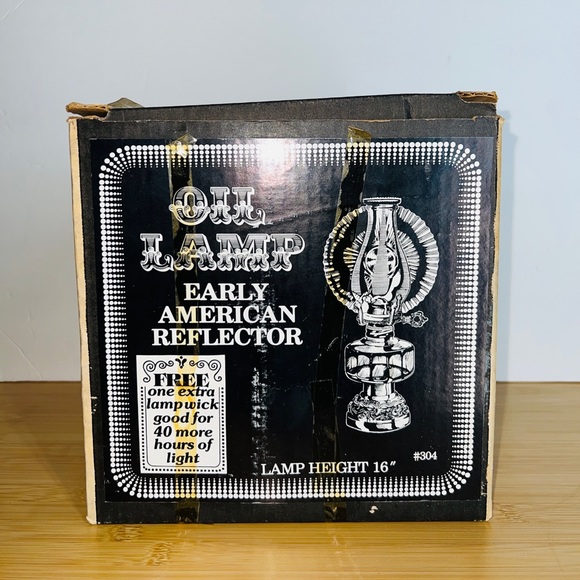 OIL
LAMP
EARLY
AMERICAN
REFLECTOR
FREE
one extra
lampwick
good for
40 more
hours of
light
LAMP HEIGHT 16"
#304